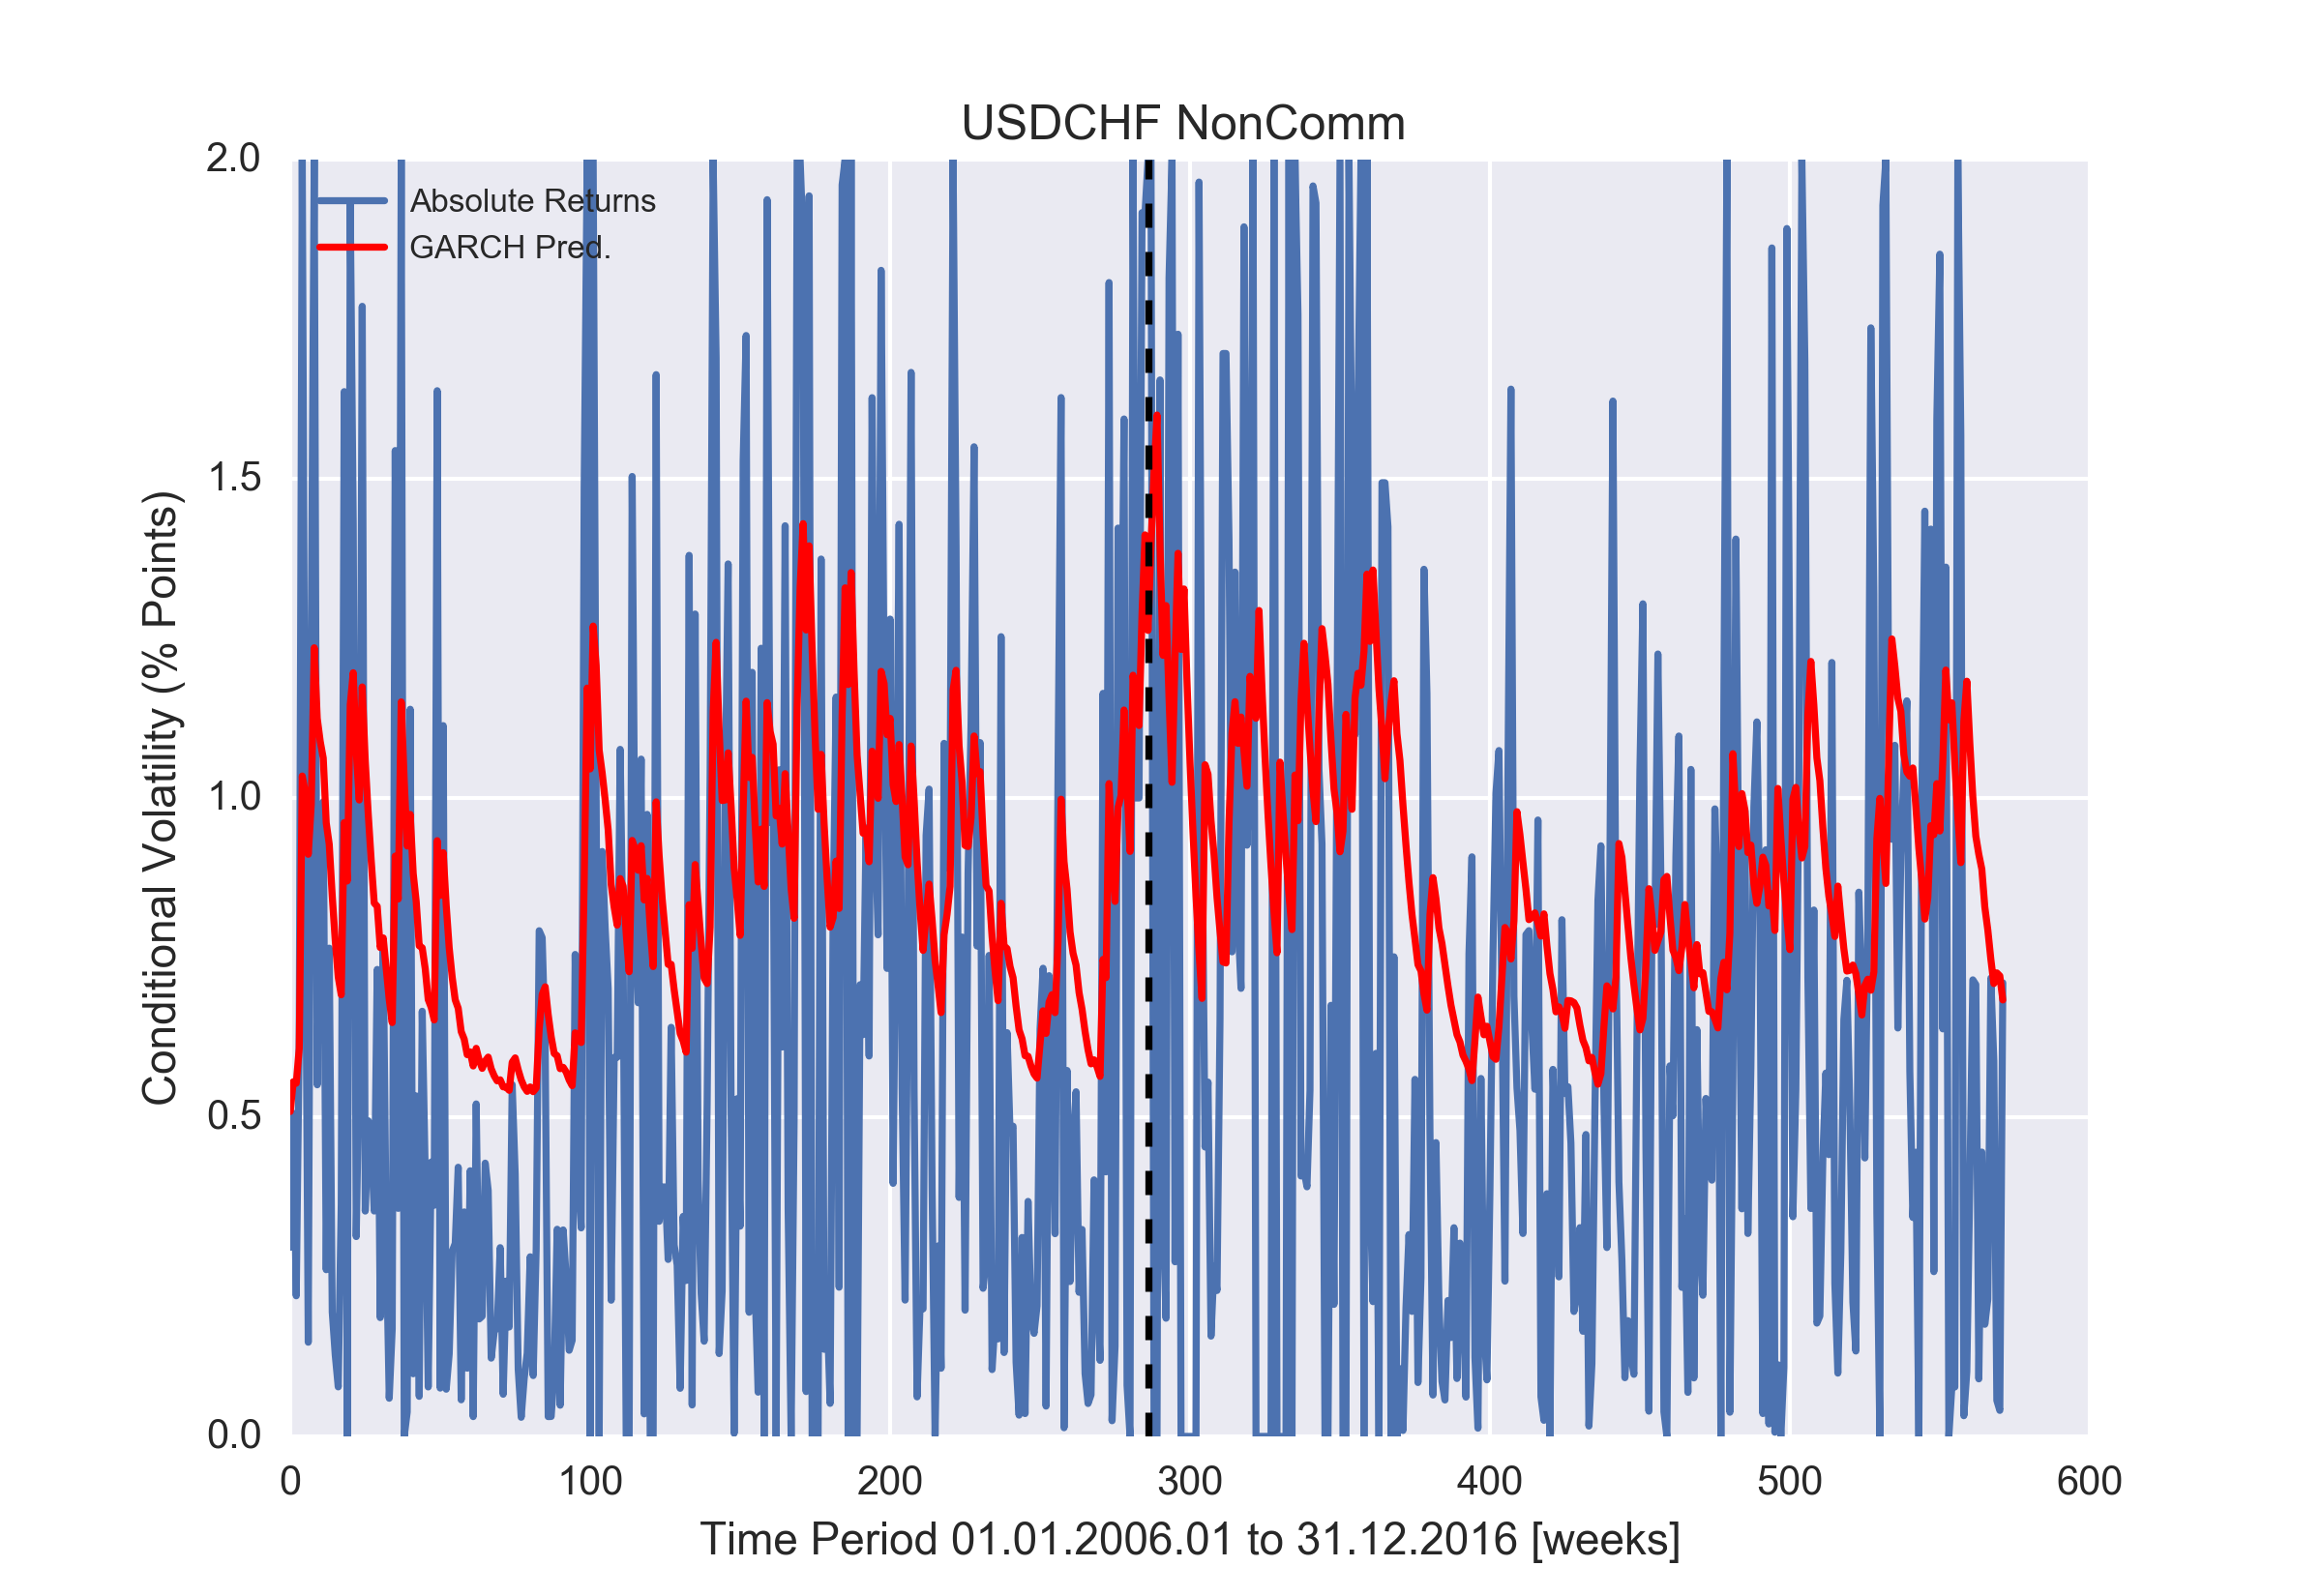 USDCHF NonComm
2.0
Absolute Returns
GARCH Pred.
1.5
1.0
0.5
0.0
Conditional Volatility (% Points)
0 100 200 300 400 500 600
Time Period 01.01.2006.01 to 31.12.2016 [weeks]